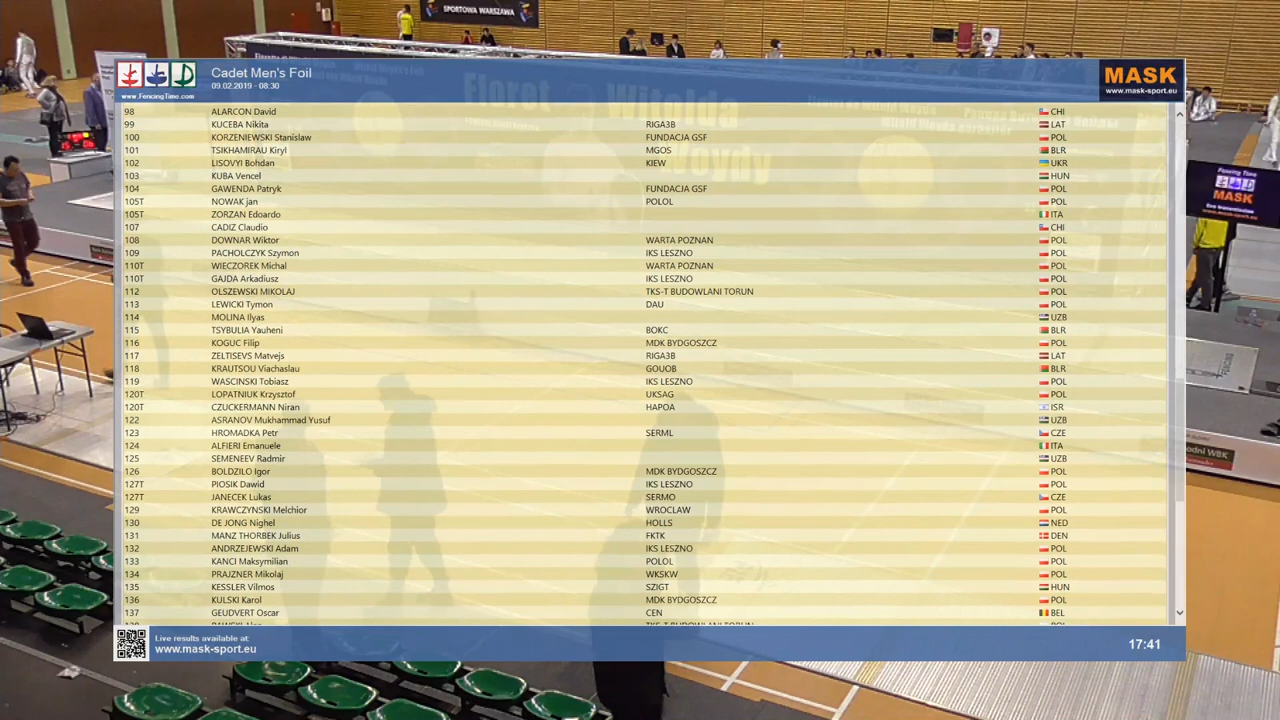 SPORTOWA WARSZAWA
Cadet Men's Foil
09.02.2019 - 08:30
www.FencingTime.com
MASK
www.mask-sport.eu
98 ALARCON David CHI
99 KUCEBA Nikita RIGA3B LAT
100 KORZENIEWSKI Stanislaw FUNDACJA GSF POL
101 TSIKHAMIRAU Kiryl MGOS BLR
102 LISOVYI Bohdan KIEW UKR
103 KUBA Vencel HUN
104 GAWENDA Patryk FUNDACJA GSF POL
105T NOWAK jan POLOL POL
105T ZORZAN Edoardo ITA
107 CADIZ Claudio CHI
108 DOWNAR Wiktor WARTA POZNAN POL
109 PACHOLCZYK Szymon IKS LESZNO POL
110T WIECZOREK Michal WARTA POZNAN POL
110T GAJDA Arkadiusz IKS LESZNO POL
112 OLSZEWSKI MIKOLAJ TKS-T BUDOWLANI TORUN POL
113 LEWICKI Tymon DAU POL
114 MOLINA Ilyas UZB
115 TSYBULIA Yauheni BOKC BLR
116 KOGUC Filip MDK BYDGOSZCZ POL
117 ZELTISEVS Matvejs RIGA3B LAT
118 KRAUTSOU Viachaslau GOUOB BLR
119 WASCINSKI Tobiasz IKS LESZNO POL
120T LOPATNIUK Krzysztof UKSAG POL
120T CZUCKERMANN Niran HAPOA ISR
122 ASRANOV Mukhammad Yusuf UZB
123 HROMADKA Petr SERML CZE
124 ALFIERI Emanuele ITA
125 SEMENEEV Radmir UZB
126 BOLDZILO Igor MDK BYDGOSZCZ POL
127T PIOSIK Dawid IKS LESZNO POL
127T JANECEK Lukas SERMO CZE
129 KRAWCZYNSKI Melchior WROCLAW POL
130 DE JONG Nighel HOLLS NED
131 MANZ THORBEK Julius FKTK DEN
132 ANDRZEJEWSKI Adam IKS LESZNO POL
133 KANCI Maksymilian POLOL POL
134 PRAJZNER Mikolaj WKSKW POL
135 KESSLER Vilmos SZIGT HUN
136 KULSKI Karol MDK BYDGOSZCZ POL
137 GEUDVERT Oscar CEN BEL
Live results available at:
www.mask-sport.eu
17:41
Fencing Time
MASK